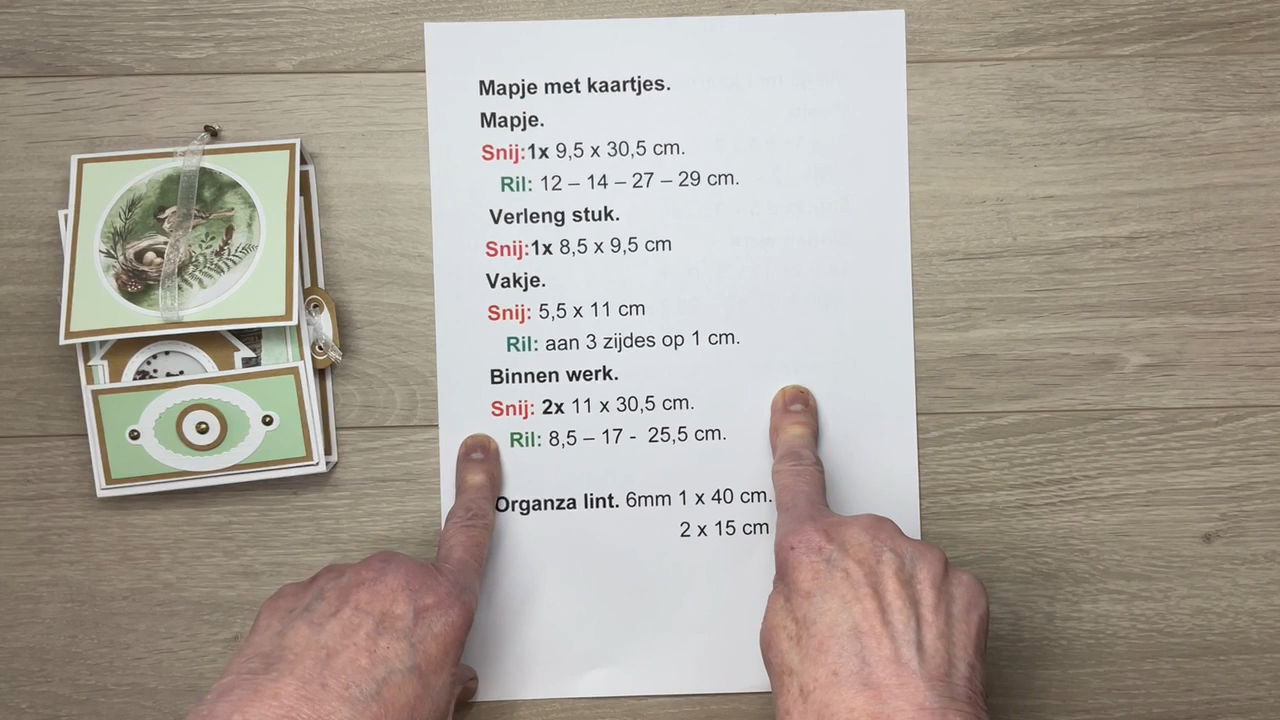 Mapje met kaartjes.
Mapje.
Snij:1x 9,5 x 30,5 cm.
Ril: 12 – 14 – 27 – 29 cm.
Verleng stuk.
Snij:1x 8,5 x 9,5 cm
Vakje.
Snij: 5,5 x 11 cm
Ril: aan 3 zijdes op 1 cm.
Binnen werk.
Snij: 2x 11 x 30,5 cm.
Ril: 8,5 – 17 - 25,5 cm.
Organza lint. 6mm 1 x 40 cm.
2 x 15 cm